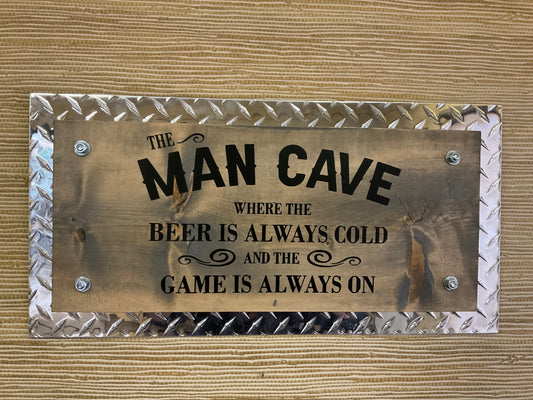 THE
MAN CAVE
WHERE THE
BEER IS ALWAYS COLD
AND THE
GAME IS ALWAYS ON